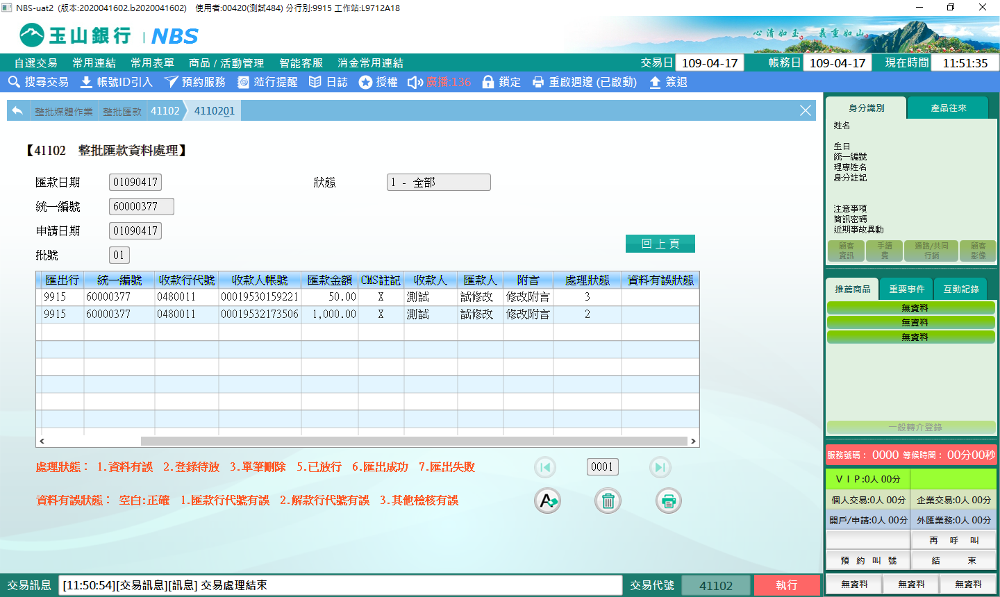 NBS-uat2 (版本:2020041602.b2020041602) 使用者:00420(測試484) 分行別:9915 工作站:L9712A18
玉山銀行 | NBS
心清如玉。義重如山。
自選交易 常用連結 常用表單 商品/活動管理 智能客服 消金常用連結 交易日 109-04-17 帳務日 109-04-17 現在時間 11:51:35
搜尋交易 帳號ID引入 預約服務 蒞行提醒 日誌 授權 廣播:136 鎖定 重啟週邊 (已啟動) 簽退
整批媒體作業 整批匯款 41102 4110201
【41102 整批匯款資料處理】
匯款日期 01090417 狀態 1 - 全部
統一編號 60000377
申請日期 01090417
批號 01
回上頁
匯出行 統一編號 收款行代號 收款人帳號 匯款金額 CMS註記 收款人 匯款人 附言 處理狀態 資料有誤狀態
9915 60000377 0480011 00019530159221 50.00 X 測試 試修改 修改附言 3
9915 60000377 0480011 00019532173506 1,000.00 X 測試 試修改 修改附言 2
處理狀態: 1.資料有誤 2.登錄待放 3.單筆刪除 5.已放行 6.匯出成功 7.匯出失敗
0001
資料有誤狀態: 空白:正確 1.匯款行代號有誤 2.解款行代號有誤 3.其他檢核有誤
A
交易訊息 [11:50:54][交易訊息][訊息] 交易處理結束 交易代號 41102 執行
身分識別 產品往來
姓名
生日
統一編號
理專姓名
身分註記
注意事項
簡訊密碼
近期事故異動
顧客資訊 手續費 通路/共同行銷 顧客影像
推薦商品 重要事件 互動記錄
無資料
無資料
無資料
一般轉介登錄
服務號碼: 0000 等候時間: 00分00秒
VIP:0人 00分
個人交易:0人 00分 企業交易:0人 00分
開戶/申請:0人 00分 外匯業務:0人 00分
再呼叫
預約叫號 結束
無資料 無資料 無資料